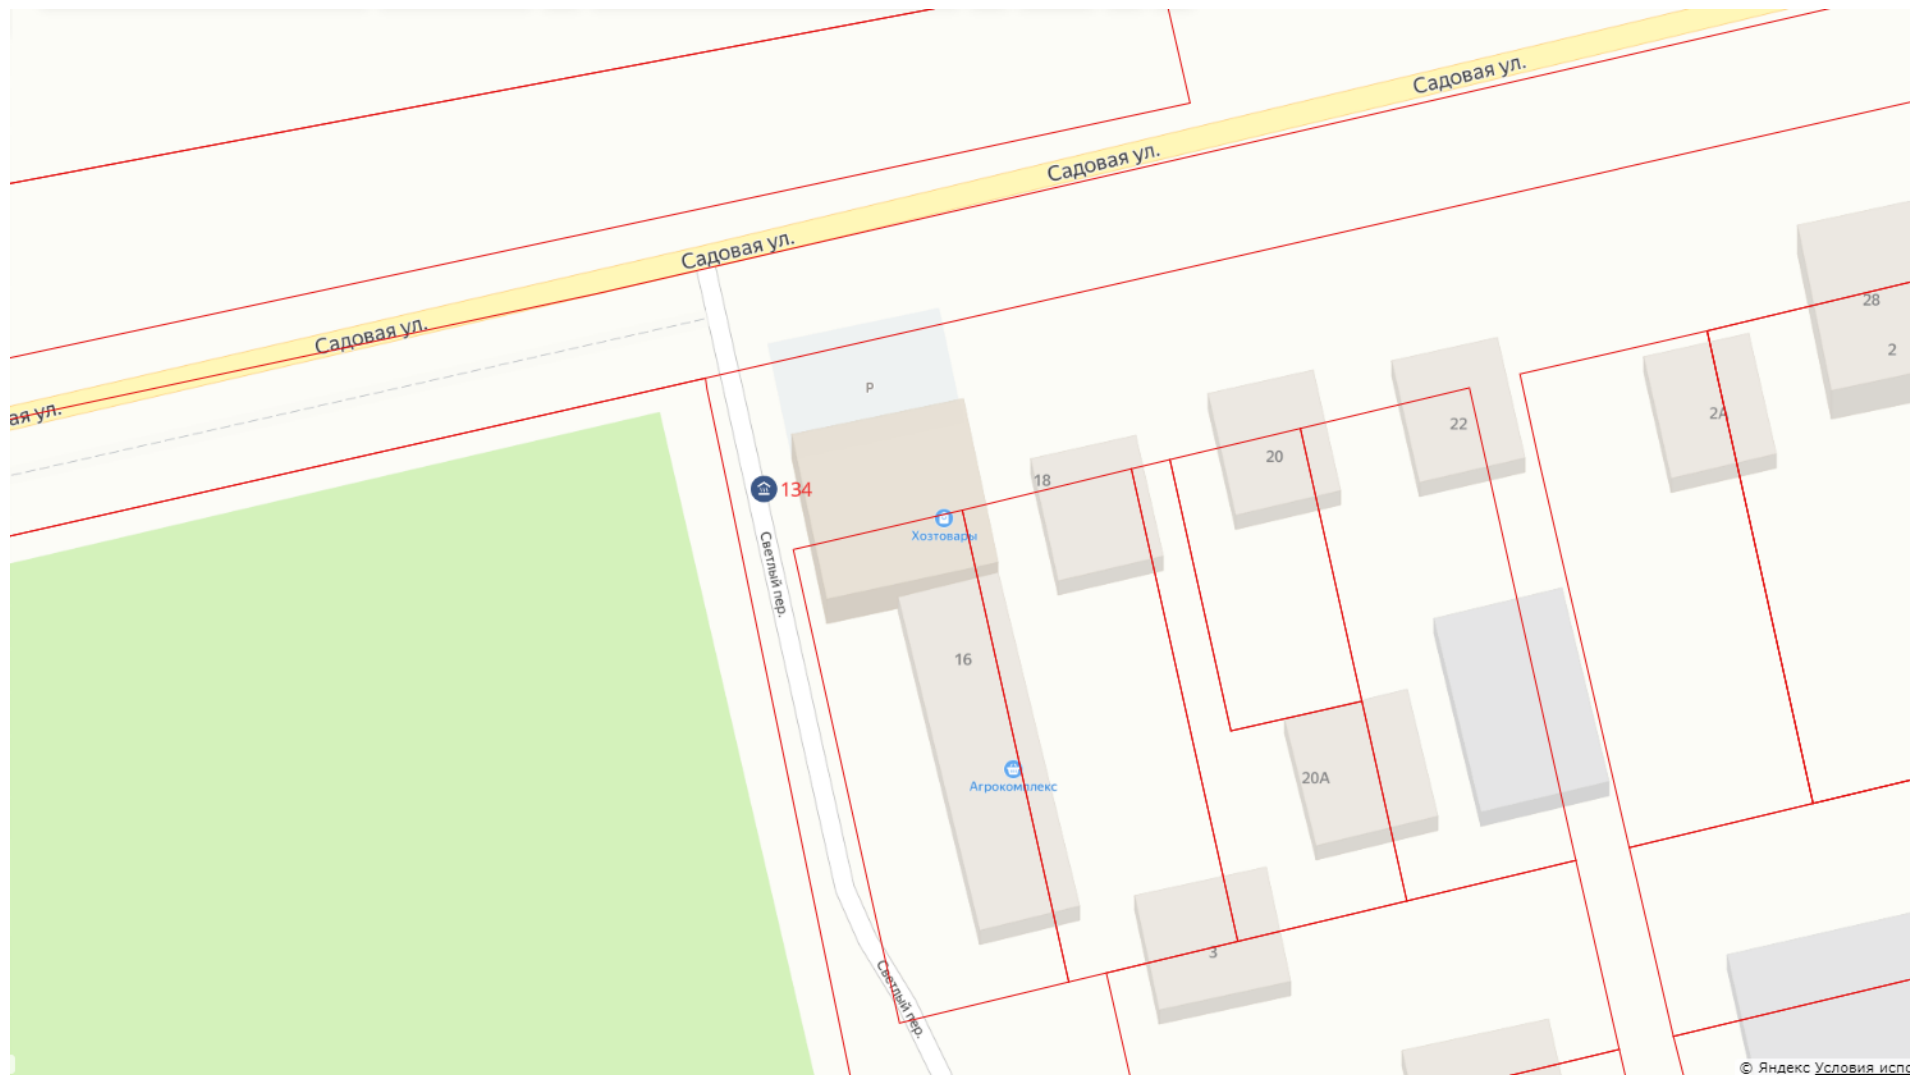 Садовая ул.
Садовая ул.
Садовая ул.
Садовая ул.
ая ул.
28
2
P
2А
22
20
18
134
Хозтовары
Светлый пер.
16
Агрокомплекс
20А
3
Светлый пер.
© Яндекс Условия испо